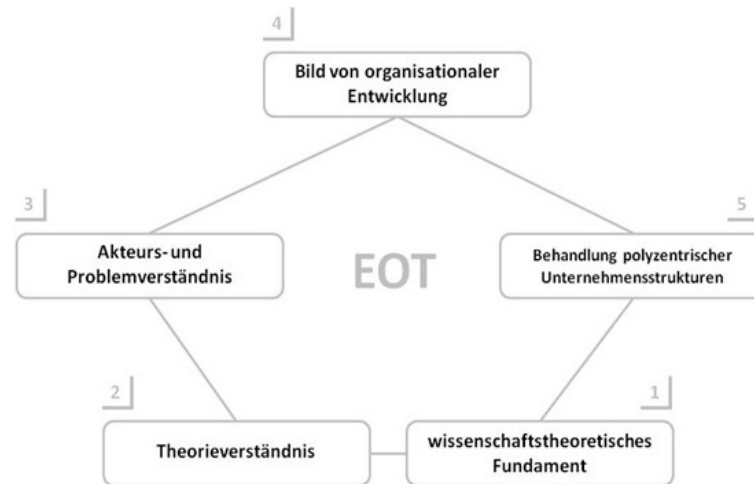 4
Bild von organisationaler
Entwicklung
3
Akteurs- und
Problemverständnis
EOT
5
Behandlung polyzentrischer
Unternehmensstrukturen
2
Theorieverständnis
1
wissenschaftstheoretisches
Fundament